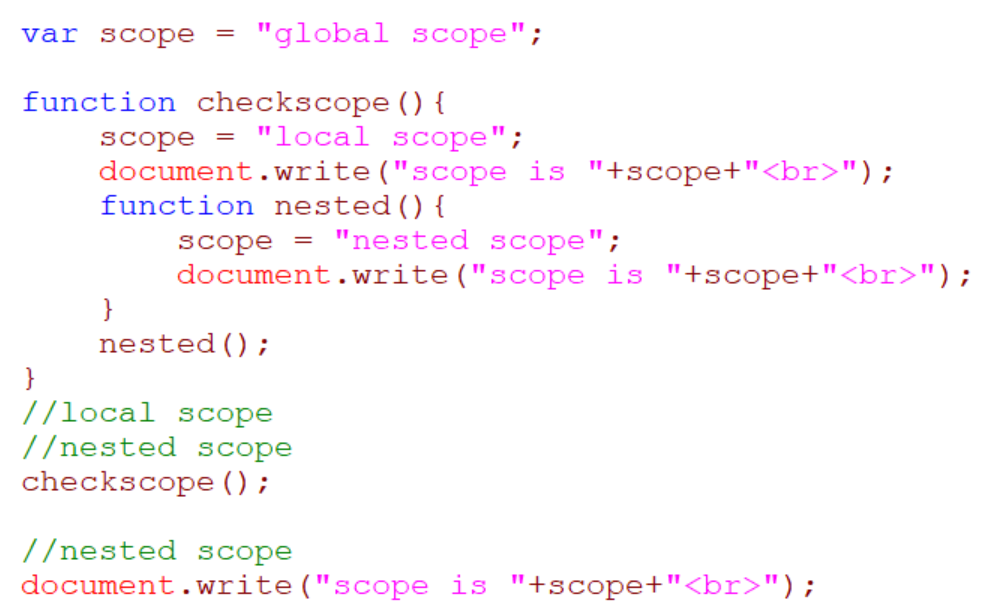 var scope = "global scope";
function checkscope(){
    scope = "local scope";
    document.write("scope is "+scope+"<br>");
    function nested(){
        scope = "nested scope";
        document.write("scope is "+scope+"<br>");
    }
    nested();
}
//local scope
//nested scope
checkscope();
//nested scope
document.write("scope is "+scope+"<br>");